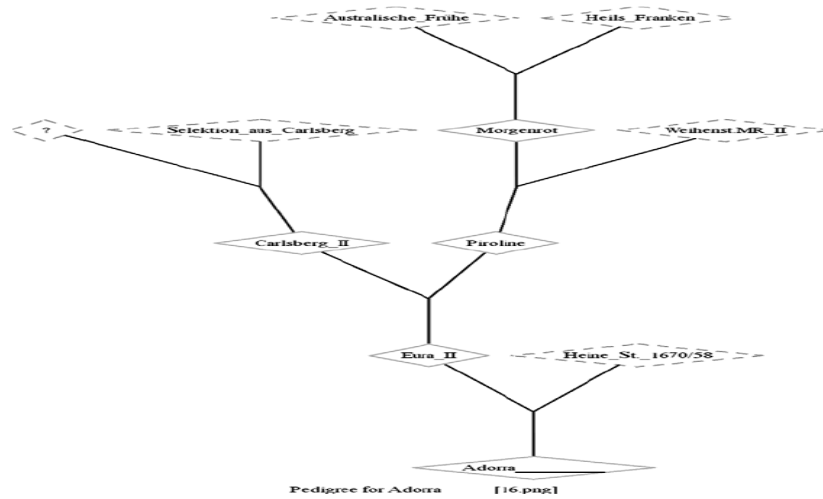 Australische_Frühe Heils_Franken
? Selektion_aus_Carlsberg Morgenrot Weihenst.MR_II
Carlsberg_II Piroline
Eura_II Heine_St._1670/58
Adorra
Pedigree for Adorra [16.png]